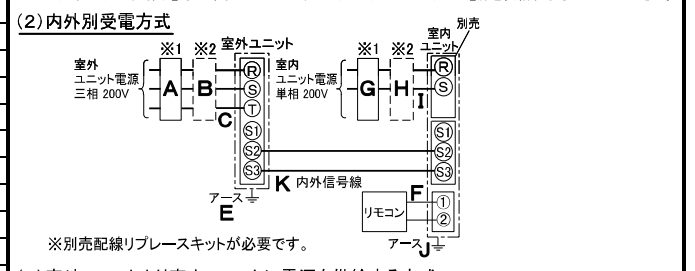 (2)内外別受電方式
別売
※1 ※2 室外ユニット ※1 ※2 室内ユニット
室外
ユニット電源
三相 200V
A B C
R
S
T
S1
S2
S3
室内
ユニット電源
単相 200V
G H I
R
S
S1
S2
S3
K 内外信号線
アース
E
リモコン
F
①
②
アース J
※別売配線リプレースキットが必要です。